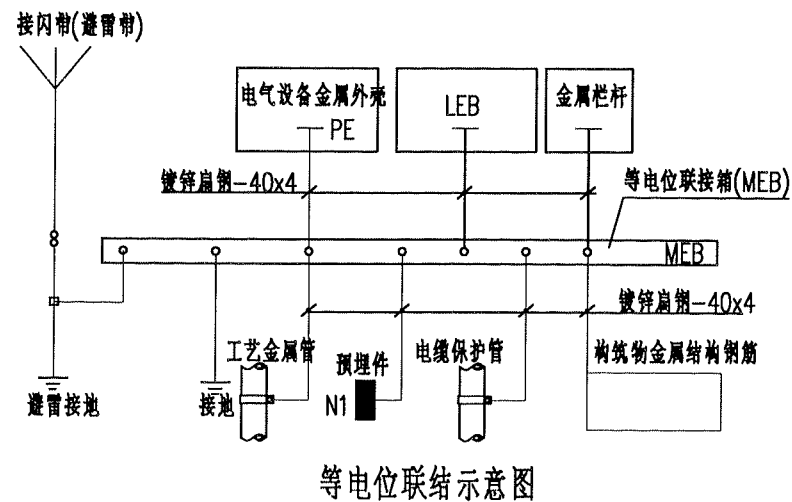 接闪带(避雷带)
电气设备金属外壳
PE
LEB
金属栏杆
镀锌扁钢-40x4
等电位联接箱(MEB)
MEB
镀锌扁钢-40x4
工艺金属管
预埋件
电缆保护管
构筑物金属结构钢筋
避雷接地
接地
N1
等电位联结示意图